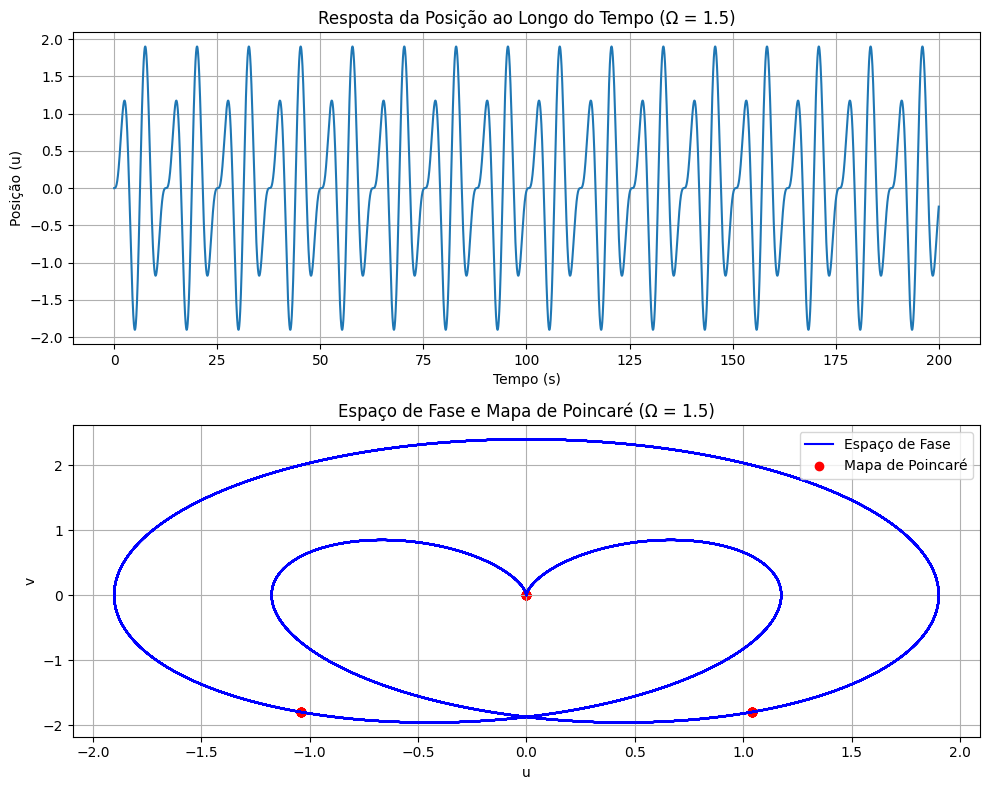 Resposta da Posição ao Longo do Tempo (Ω = 1.5)
2.0
1.5
1.0
0.5
0.0
-0.5
-1.0
-1.5
-2.0
Posição (u)
0 25 50 75 100 125 150 175 200
Tempo (s)
Espaço de Fase e Mapa de Poincaré (Ω = 1.5)
Espaço de Fase
Mapa de Poincaré
2
1
0
-1
-2
v
-2.0 -1.5 -1.0 -0.5 0.0 0.5 1.0 1.5 2.0
u